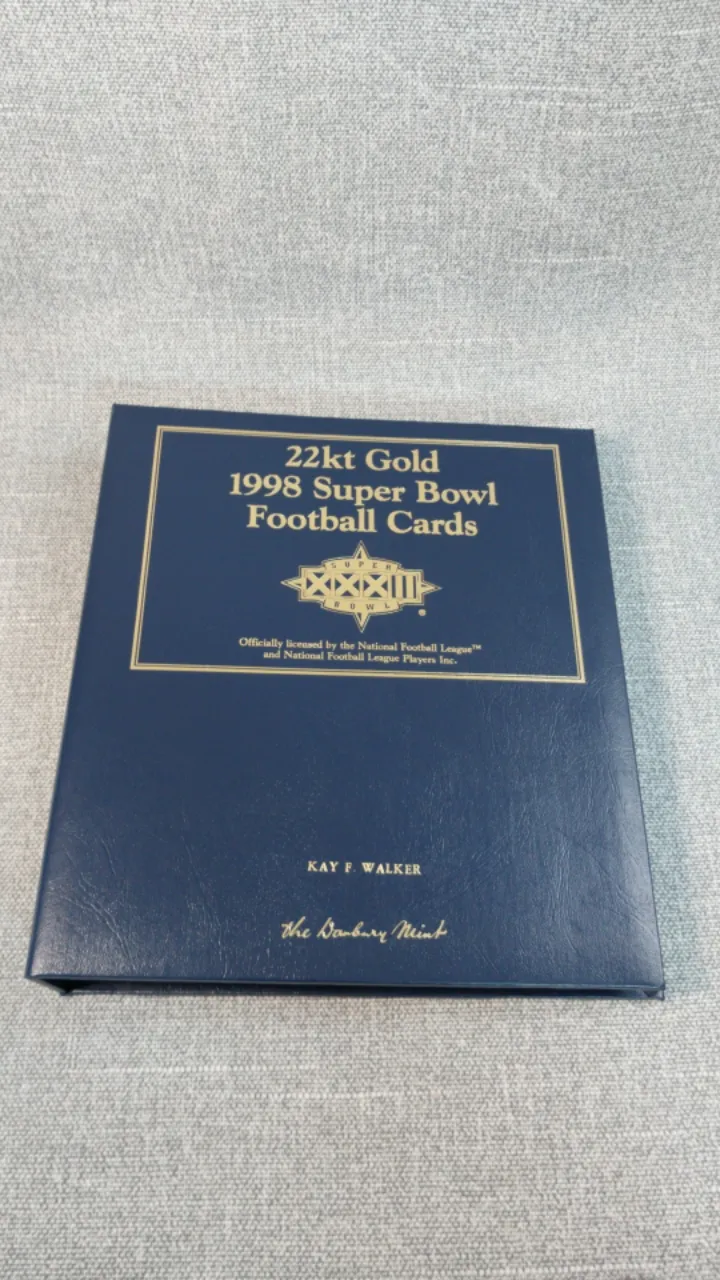 22kt Gold
1998 Super Bowl
Football Cards
SUPER
XXXIII
BOWL
Officially licensed by the National Football League™
and National Football League Players Inc.
KAY F. WALKER
The Danbury Mint